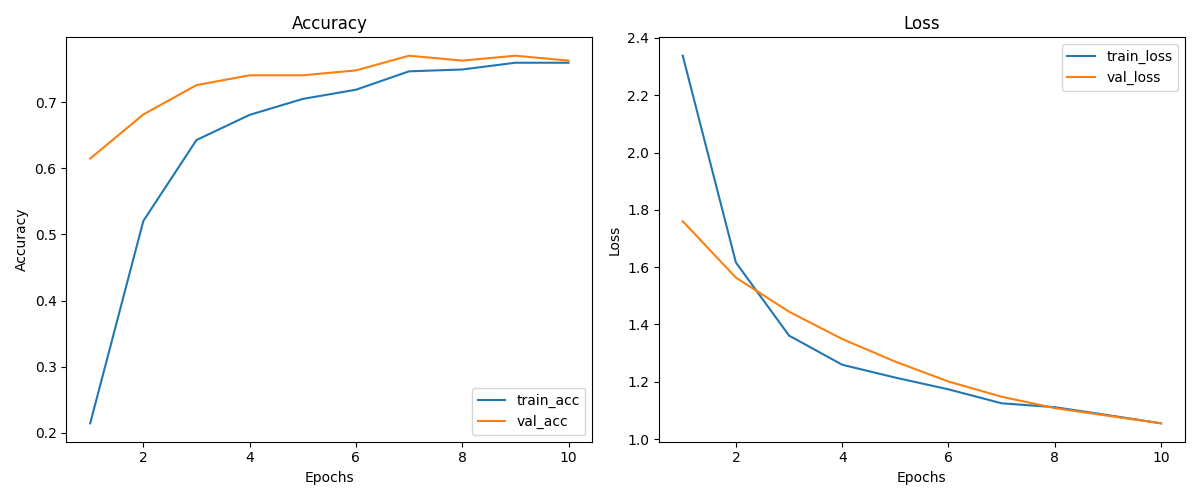 Accuracy
Accuracy
0.7
0.6
0.5
0.4
0.3
0.2
2 4 6 8 10
Epochs
train_acc
val_acc
Loss
Loss
2.4
2.2
2.0
1.8
1.6
1.4
1.2
1.0
2 4 6 8 10
Epochs
train_loss
val_loss